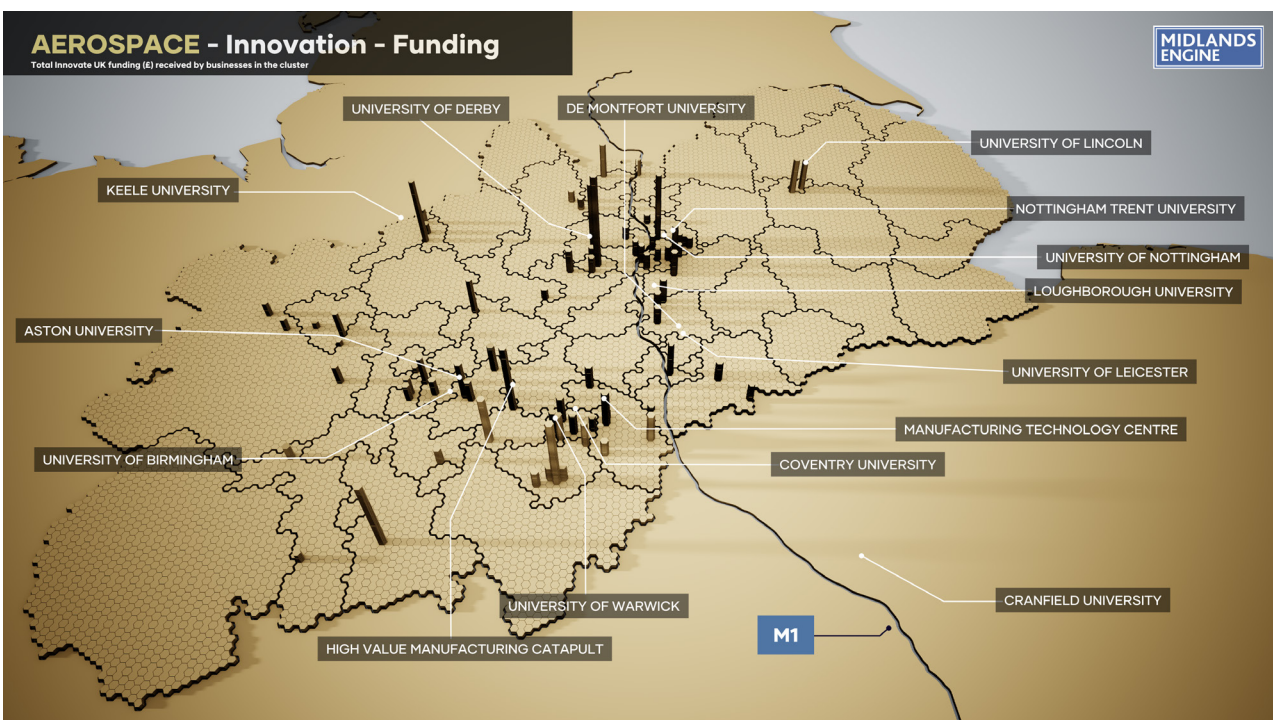 AEROSPACE - Innovation - Funding
Total Innovate UK funding (£) received by businesses in the cluster
MIDLANDS
ENGINE
UNIVERSITY OF DERBY
DE MONTFORT UNIVERSITY
UNIVERSITY OF LINCOLN
KEELE UNIVERSITY
NOTTINGHAM TRENT UNIVERSITY
UNIVERSITY OF NOTTINGHAM
LOUGHBOROUGH UNIVERSITY
ASTON UNIVERSITY
UNIVERSITY OF LEICESTER
MANUFACTURING TECHNOLOGY CENTRE
UNIVERSITY OF BIRMINGHAM
COVENTRY UNIVERSITY
CRANFIELD UNIVERSITY
UNIVERSITY OF WARWICK
M1
HIGH VALUE MANUFACTURING CATAPULT